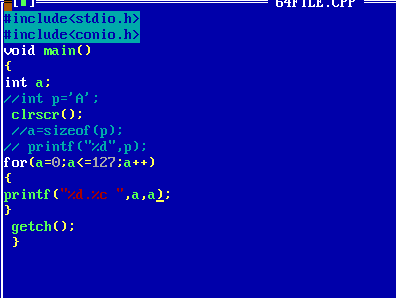 64FILE.CPP
#include<stdio.h>
#include<conio.h>
void main()
{
int a;
//int p='A';
clrscr();
//a=sizeof(p);
// printf("%d",p);
for(a=0;a<=127;a++)
{
printf("%d.%c ",a,a);
}
getch();
}